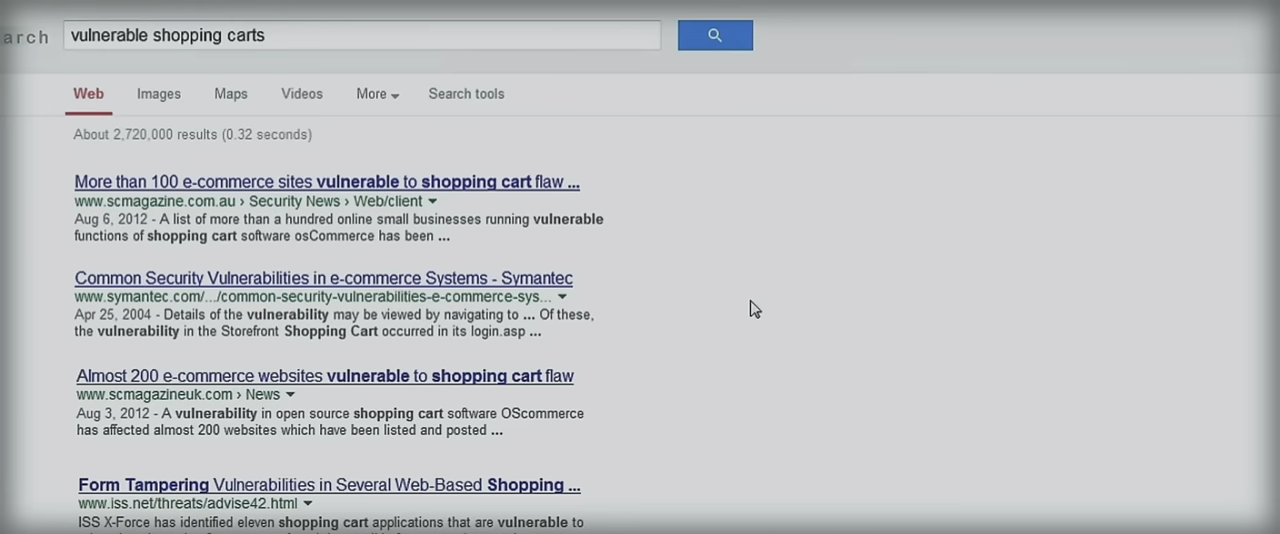 arch
vulnerable shopping carts
Web Images Maps Videos More Search tools
About 2,720,000 results (0.32 seconds)
More than 100 e-commerce sites vulnerable to shopping cart flaw ...
www.scmagazine.com.au › Security News › Web/client
Aug 6, 2012 - A list of more than a hundred online small businesses running vulnerable
functions of shopping cart software osCommerce has been ...
Common Security Vulnerabilities in e-commerce Systems - Symantec
www.symantec.com/.../common-security-vulnerabilities-e-commerce-sys...
Apr 25, 2004 - Details of the vulnerability may be viewed by navigating to ... Of these,
the vulnerability in the Storefront Shopping Cart occurred in its login.asp ...
Almost 200 e-commerce websites vulnerable to shopping cart flaw
www.scmagazineuk.com › News
Aug 3, 2012 - A vulnerability in open source shopping cart software OScommerce
has affected almost 200 websites which have been listed and posted ...
Form Tampering Vulnerabilities in Several Web-Based Shopping ...
www.iss.net/threats/advise42.html
ISS X-Force has identified eleven shopping cart applications that are vulnerable to